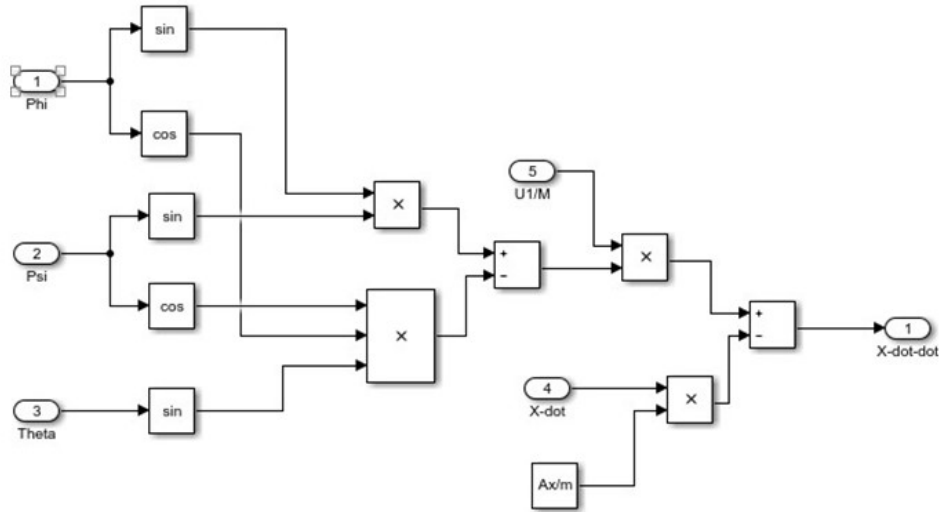 sin
1
Phi
cos
×
5
U1/M
sin
×
2
Psi
+
−
cos
×
+
−
1
X-dot-dot
3
Theta
sin
4
X-dot
×
Ax/m